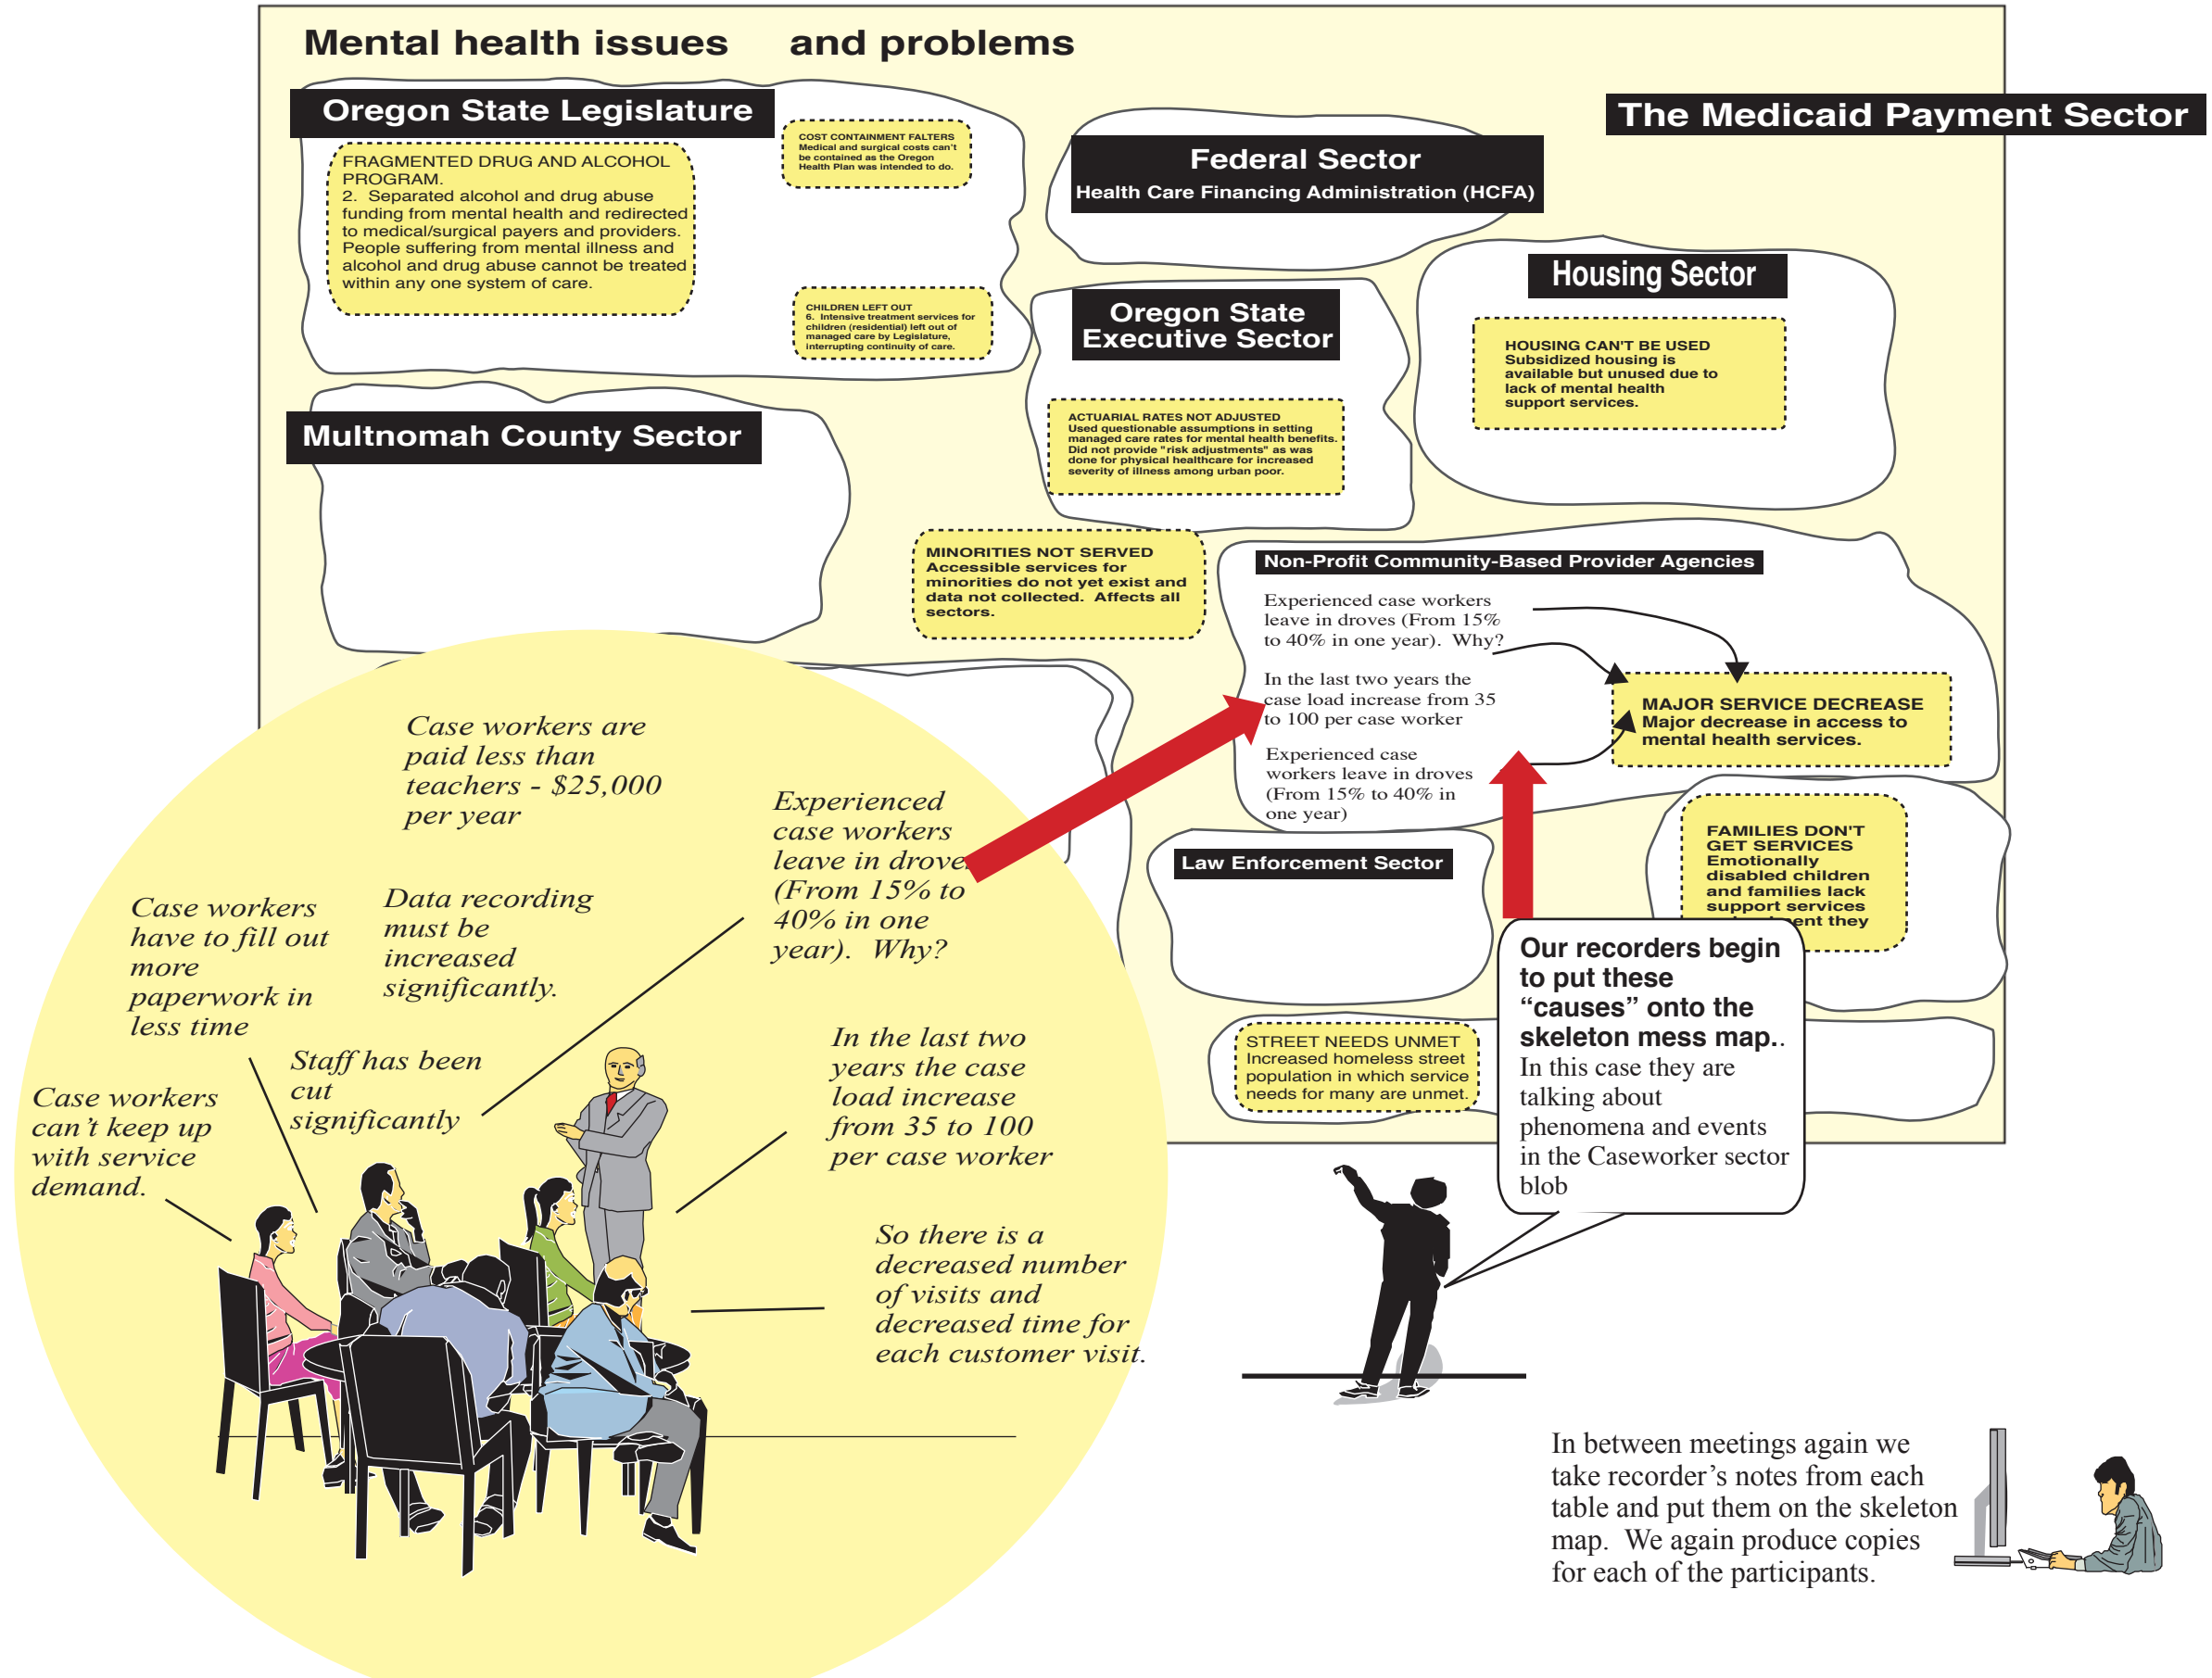 Mental health issues and problems
Oregon State Legislature
FRAGMENTED DRUG AND ALCOHOL
PROGRAM.
2. Separated alcohol and drug abuse
funding from mental health and redirected
to medical/surgical payers and providers.
People suffering from mental illness and
alcohol and drug abuse cannot be treated
within any one system of care.
COST CONTAINMENT FALTERS
Medical and surgical costs can't
be contained as the Oregon
Health Plan was intended to do.
CHILDREN LEFT OUT
6. Intensive treatment services for
children (residential) left out of
managed care by Legislature,
interrupting continuity of care.
Federal Sector
Health Care Financing Administration (HCFA)
The Medicaid Payment Sector
Oregon State
Executive Sector
ACTUARIAL RATES NOT ADJUSTED
Used questionable assumptions in setting
managed care rates for mental health benefits.
Did not provide "risk adjustments" as was
done for physical healthcare for increased
severity of illness among urban poor.
Housing Sector
HOUSING CAN'T BE USED
Subsidized housing is
available but unused due to
lack of mental health
support services.
Multnomah County Sector
MINORITIES NOT SERVED
Accessible services for
minorities do not yet exist and
data not collected. Affects all
sectors.
Non-Profit Community-Based Provider Agencies
Experienced case workers
leave in droves (From 15%
to 40% in one year). Why?
In the last two years the
case load increase from 35
to 100 per case worker
Experienced case
workers leave in droves
(From 15% to 40% in
one year)
MAJOR SERVICE DECREASE
Major decrease in access to
mental health services.
FAMILIES DON'T
GET SERVICES
Emotionally
disabled children
and families lack
support services
they
Law Enforcement Sector
STREET NEEDS UNMET
Increased homeless street
population in which service
needs for many are unmet.
Case workers are
paid less than
teachers - $25,000
per year
Experienced
case workers
leave in drove
(From 15% to
40% in one
year). Why?
Case workers
have to fill out
more
paperwork in
less time
Data recording
must be
increased
significantly.
Staff has been
cut
significantly
Case workers
can't keep up
with service
demand.
In the last two
years the case
load increase
from 35 to 100
per case worker
So there is a
decreased number
of visits and
decreased time for
each customer visit.
Our recorders begin
to put these
“causes” onto the
skeleton mess map..
In this case they are
talking about
phenomena and events
in the Caseworker sector
blob
In between meetings again we
take recorder’s notes from each
table and put them on the skeleton
map. We again produce copies
for each of the participants.